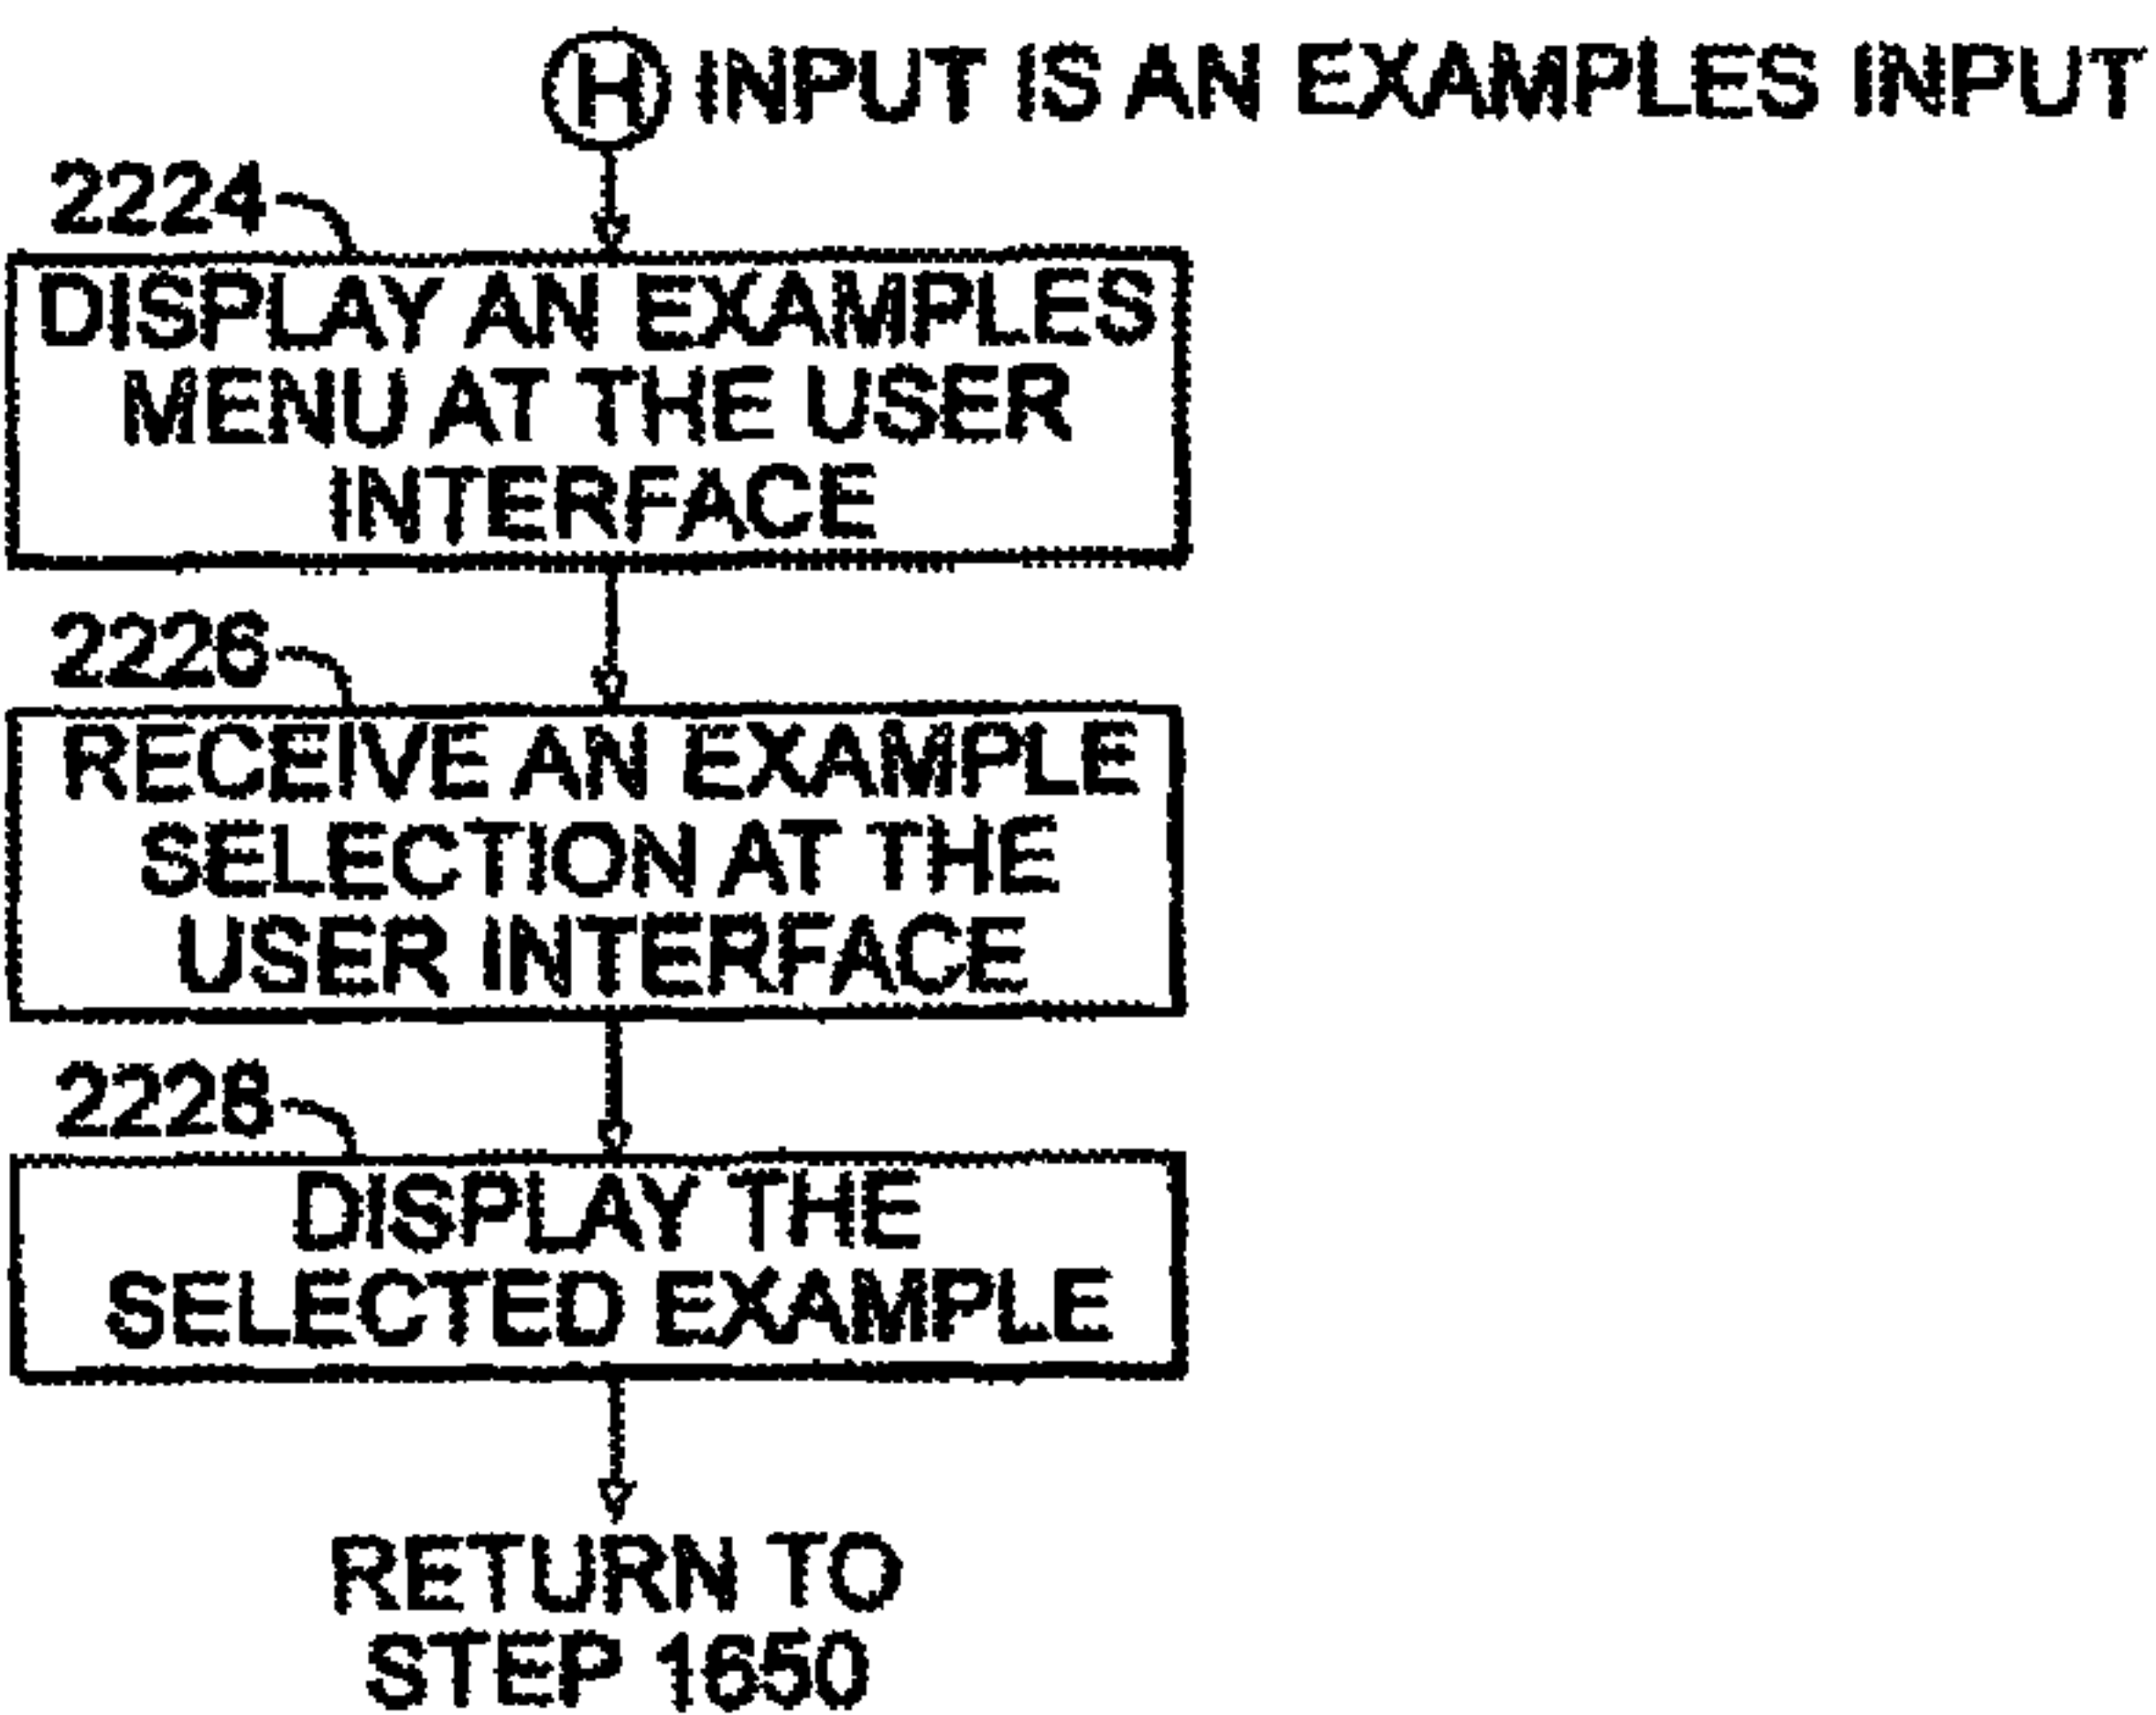 H INPUT IS AN EXAMPLES INPUT
2224
DISPLAY AN EXAMPLES
MENU AT THE USER
INTERFACE
2226
RECEIVE AN EXAMPLE
SELECTION AT THE
USER INTERFACE
2228
DISPLAY THE
SELECTED EXAMPLE
RETURN TO
STEP 1650